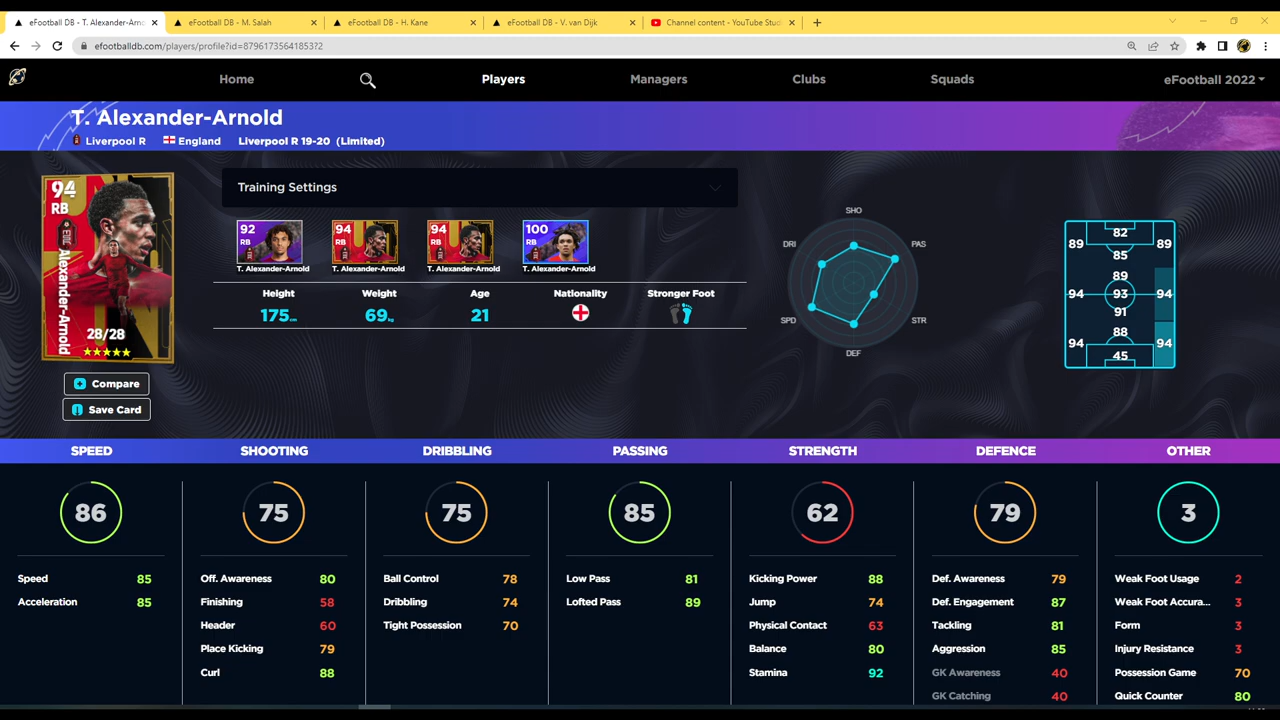 eFootball DB - T. Alexander-Arno
eFootball DB - M. Salah
eFootball DB - H. Kane
eFootball DB - V. van Dijk
Channel content - YouTube Stud
efootballdb.com/players/profile?id=87961735641853?2
Home
Players
Managers
Clubs
Squads
eFootball 2022
T. Alexander-Arnold
Liverpool R England Liverpool R 19-20 (Limited)
94
RB
Alexander-Arnold
28/28
Compare
Save Card
Training Settings
92
RB
T. Alexander-Arnold
94
RB
T. Alexander-Arnold
94
RB
T. Alexander-Arnold
100
RB
T. Alexander-Arnold
Height Weight Age Nationality Stronger Foot
175cm 69kg 21
SHO
DRI PAS
SPD STR
DEF
82
89 89
85
89
94 93 94
91
88
94 94
45
SPEED SHOOTING DRIBBLING PASSING STRENGTH DEFENCE OTHER
86 75 75 85 62 79 3
Speed 85
Acceleration 85
Off. Awareness 80
Finishing 58
Header 60
Place Kicking 79
Curl 88
Ball Control 78
Dribbling 74
Tight Possession 70
Low Pass 81
Lofted Pass 89
Kicking Power 88
Jump 74
Physical Contact 63
Balance 80
Stamina 92
Def. Awareness 79
Def. Engagement 87
Tackling 81
Aggression 85
GK Awareness 40
GK Catching 40
Weak Foot Usage 2
Weak Foot Accura... 3
Form 3
Injury Resistance 3
Possession Game 70
Quick Counter 80